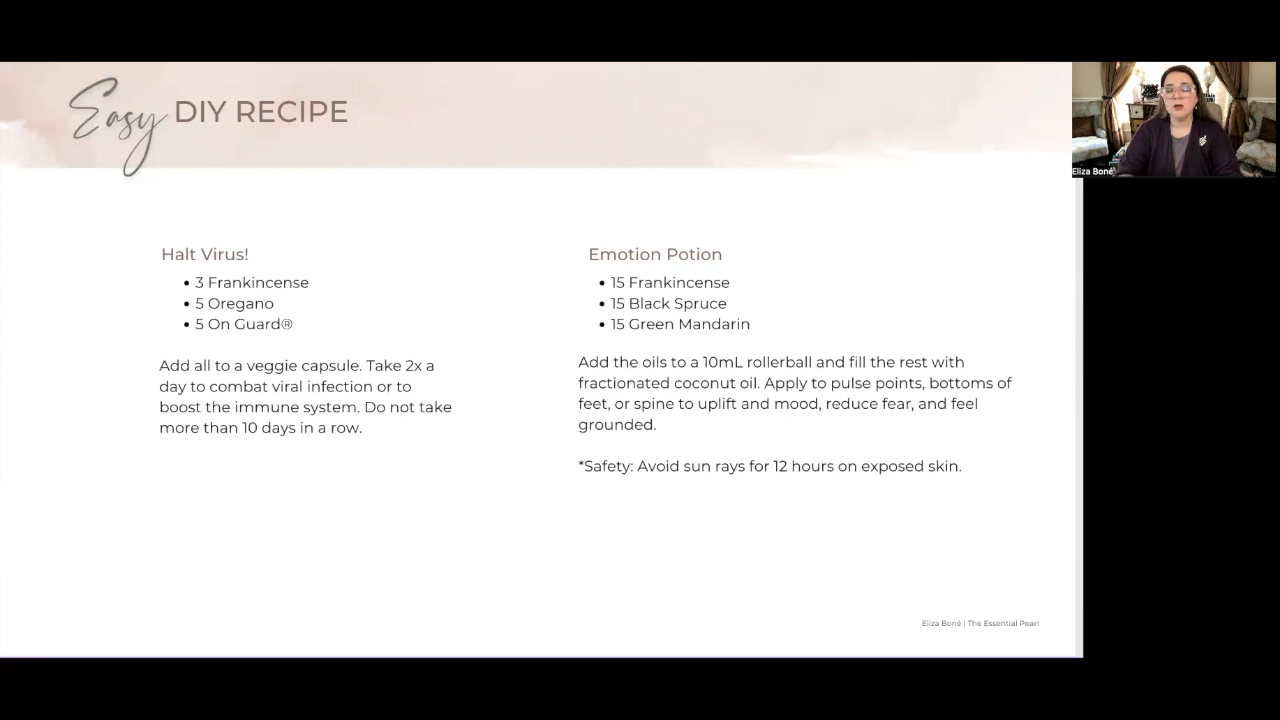 Easy DIY RECIPE
Eliza Boné
Halt Virus!
• 3 Frankincense
• 5 Oregano
• 5 On Guard®
Add all to a veggie capsule. Take 2x a
day to combat viral infection or to
boost the immune system. Do not take
more than 10 days in a row.
Emotion Potion
• 15 Frankincense
• 15 Black Spruce
• 15 Green Mandarin
Add the oils to a 10mL rollerball and fill the rest with
fractionated coconut oil. Apply to pulse points, bottoms of
feet, or spine to uplift and mood, reduce fear, and feel
grounded.
*Safety: Avoid sun rays for 12 hours on exposed skin.
Eliza Boné | The Essential Pearl